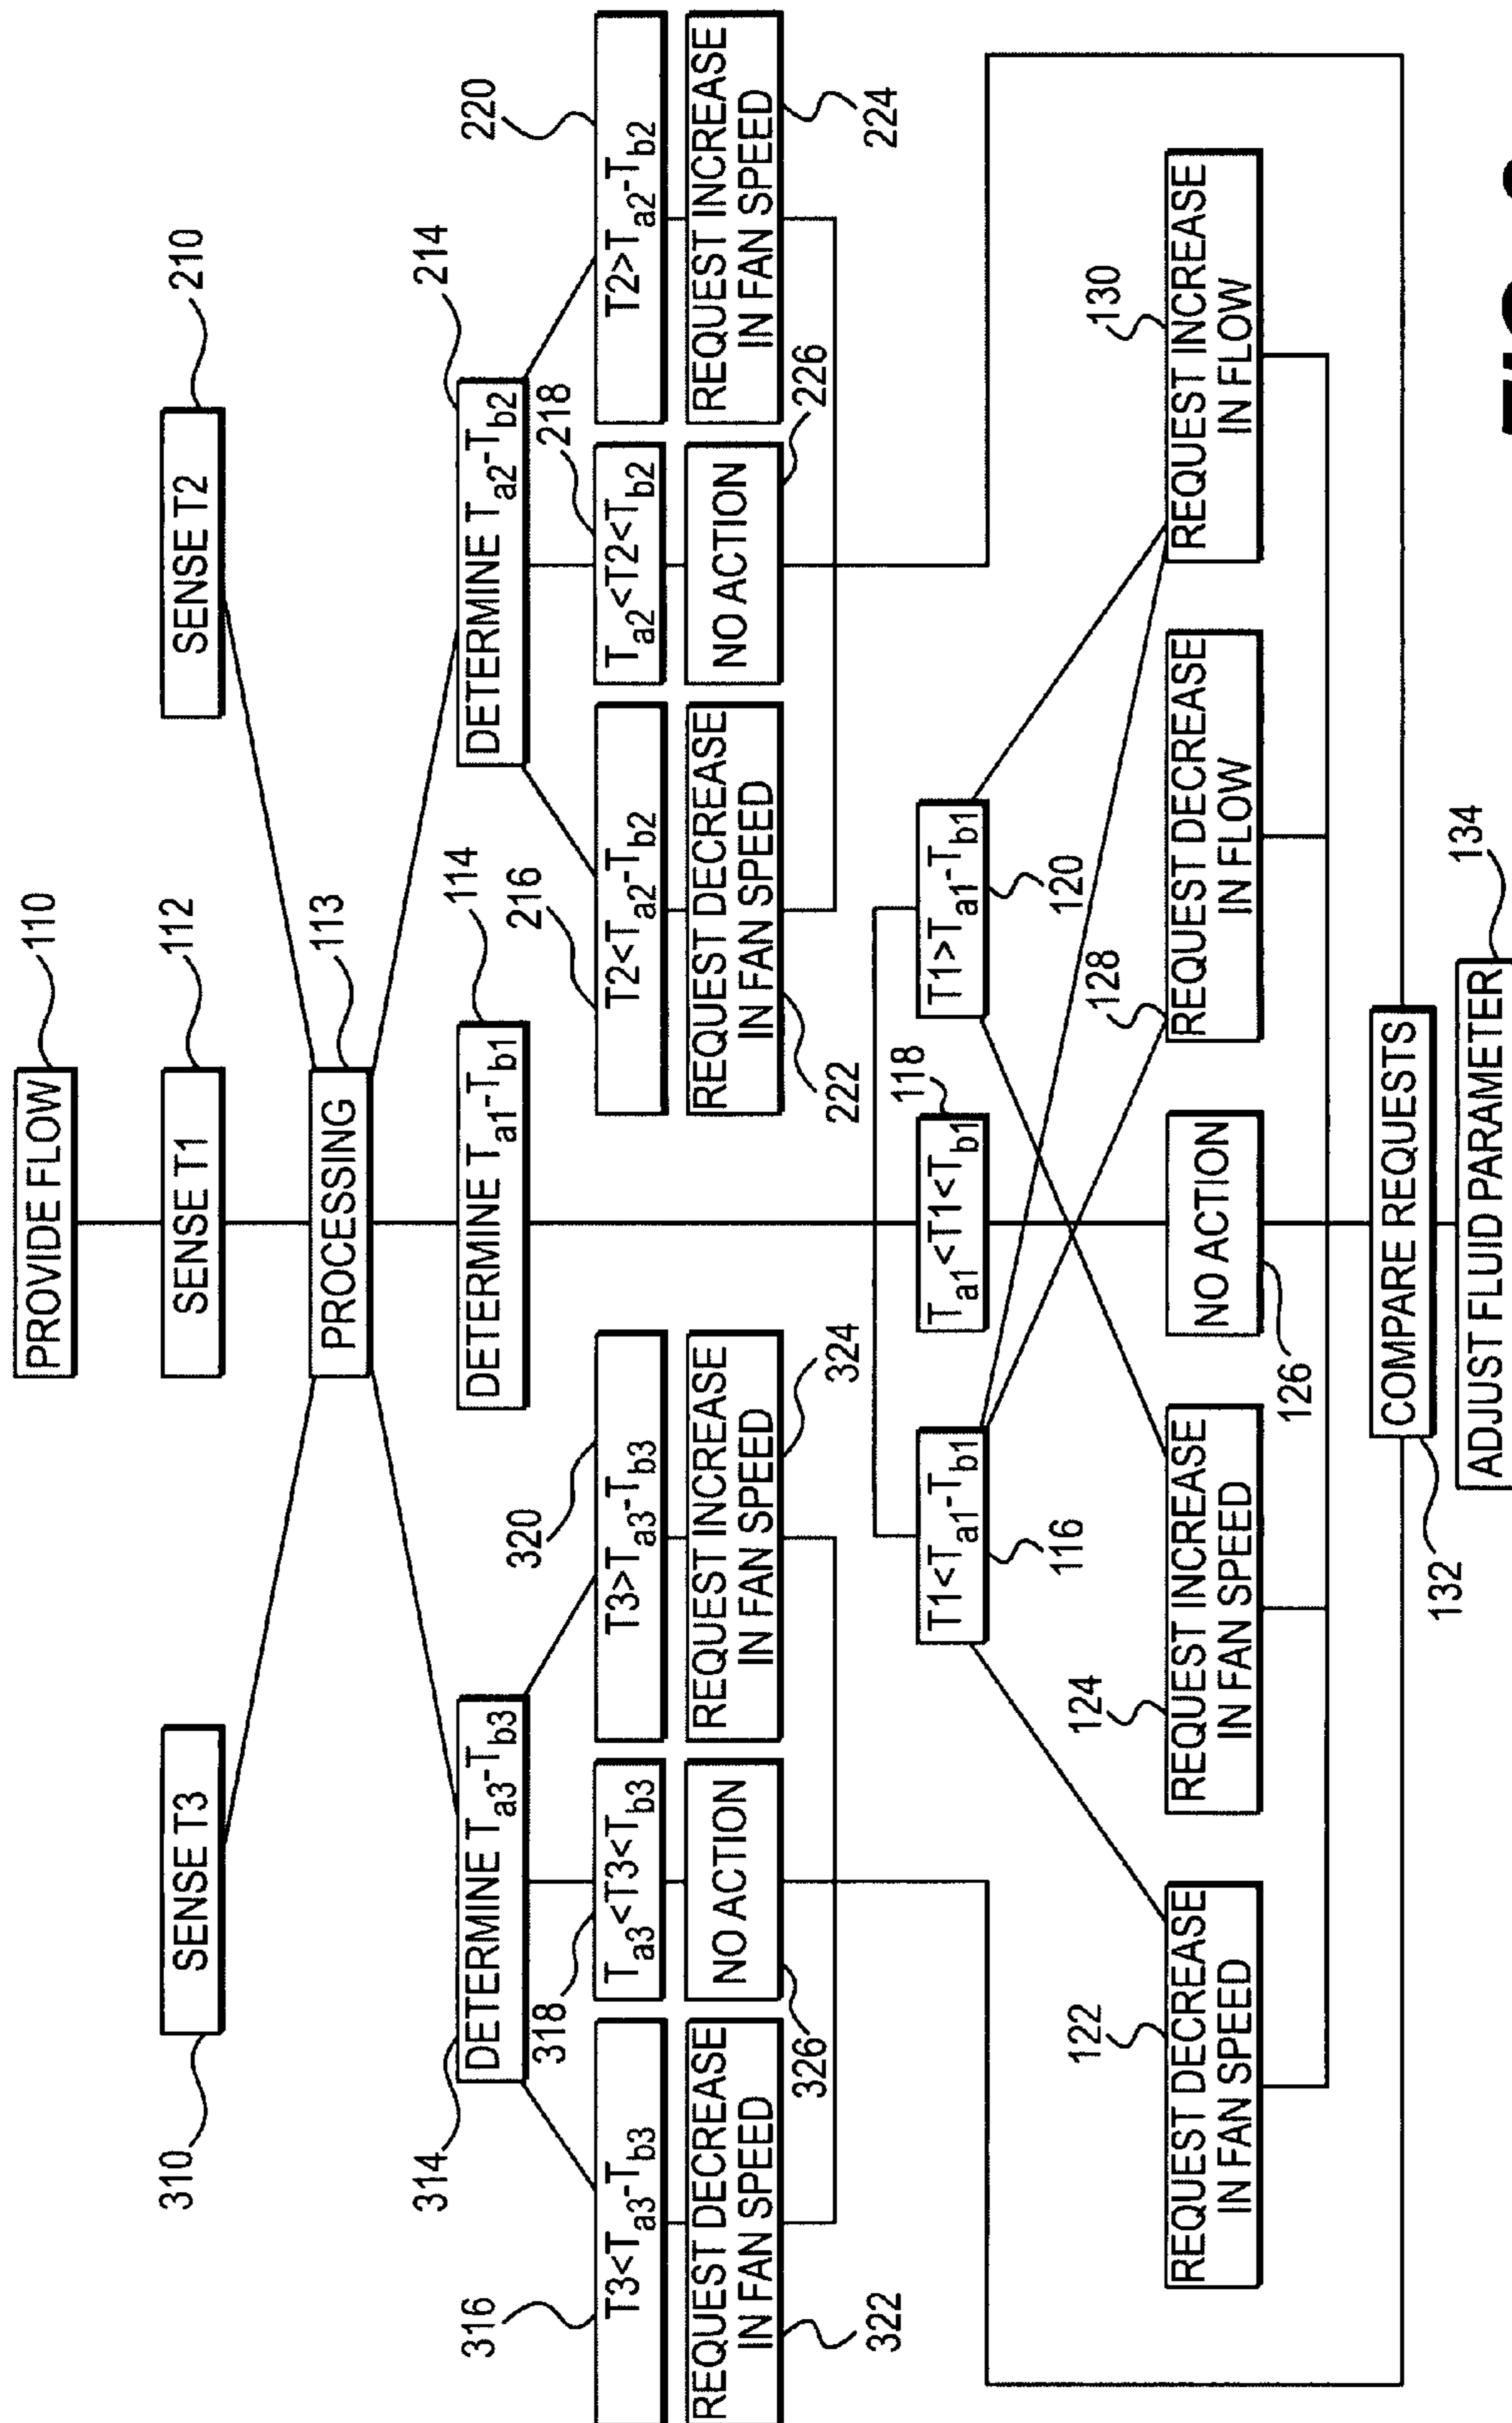 PROVIDE FLOW
110
SENSE T3
310
SENSE T1
112
SENSE T2
210
PROCESSING
113
314
DETERMINE Ta3-Tb3
DETERMINE Ta1-Tb1
114
DETERMINE Ta2-Tb2
214
316
T3<Ta3-Tb3
318
Ta3<T3<Tb3
320
T3>Ta3-Tb3
216
T2<Ta2-Tb2
218
Ta2<T2<Tb2
220
T2>Ta2-Tb2
REQUEST DECREASE
IN FAN SPEED
322
NO ACTION
326
REQUEST INCREASE
IN FAN SPEED
324
REQUEST DECREASE
IN FAN SPEED
222
NO ACTION
226
REQUEST INCREASE
IN FAN SPEED
224
T1<Ta1-Tb1
116
Ta1<T1<Tb1
118
T1>Ta1-Tb1
120
122
REQUEST DECREASE
IN FAN SPEED
124
REQUEST INCREASE
IN FAN SPEED
NO ACTION
126
128
REQUEST DECREASE
IN FLOW
130
REQUEST INCREASE
IN FLOW
COMPARE REQUESTS
132
ADJUST FLUID PARAMETER
134